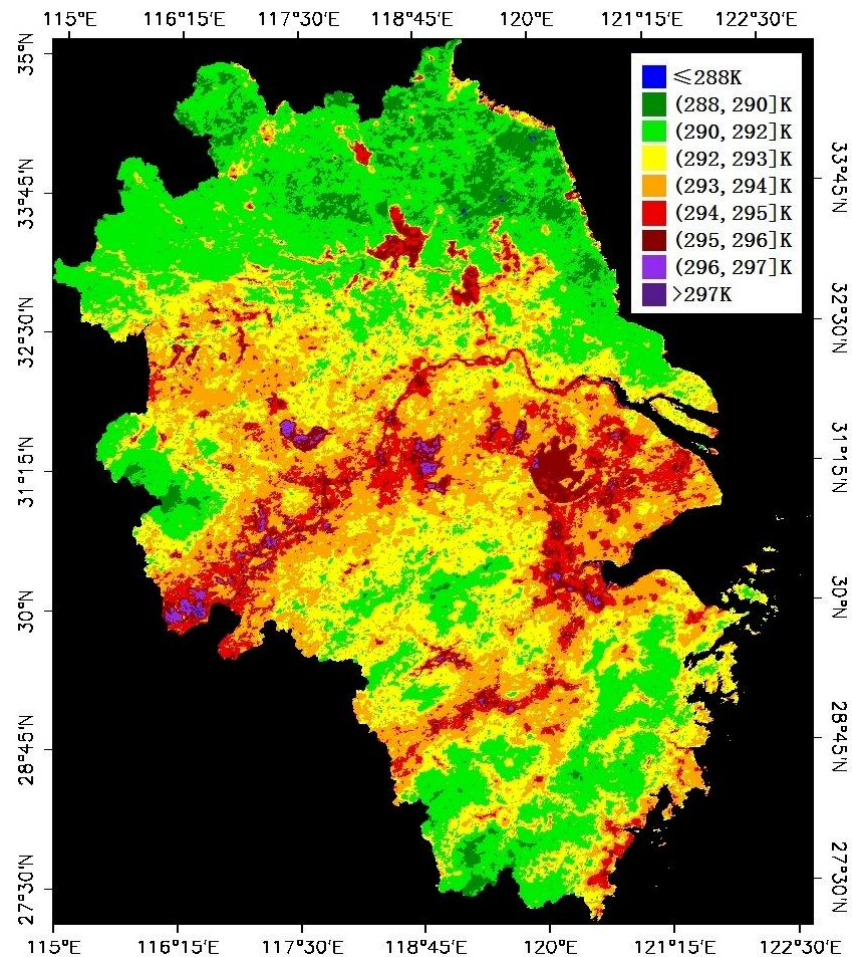 115°E 116°15′E 117°30′E 118°45′E 120°E 121°15′E 122°30′E
≤288K
(288, 290]K
(290, 292]K
(292, 293]K
(293, 294]K
(294, 295]K
(295, 296]K
(296, 297]K
>297K
35°N
33°45′N
32°30′N
31°15′N
30°N
28°45′N
27°30′N
33°45′N
32°30′N
31°15′N
30°N
28°45′N
27°30′N
115°E 116°15′E 117°30′E 118°45′E 120°E 121°15′E 122°30′E